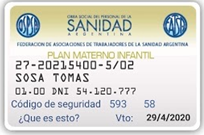 OBRA SOCIAL DEL PERSONAL DE LA
SANIDAD
ARGENTINA
FEDERACION DE ASOCIACIONES DE TRABAJADORES DE LA SANIDAD ARGENTINA
PLAN MATERNO INFANTIL
27-20215400-5/02
SOSA TOMAS
01.00 DNI 54.120.777
Código de seguridad 593 58
¿Que es esto? Vto: 29/4/2020